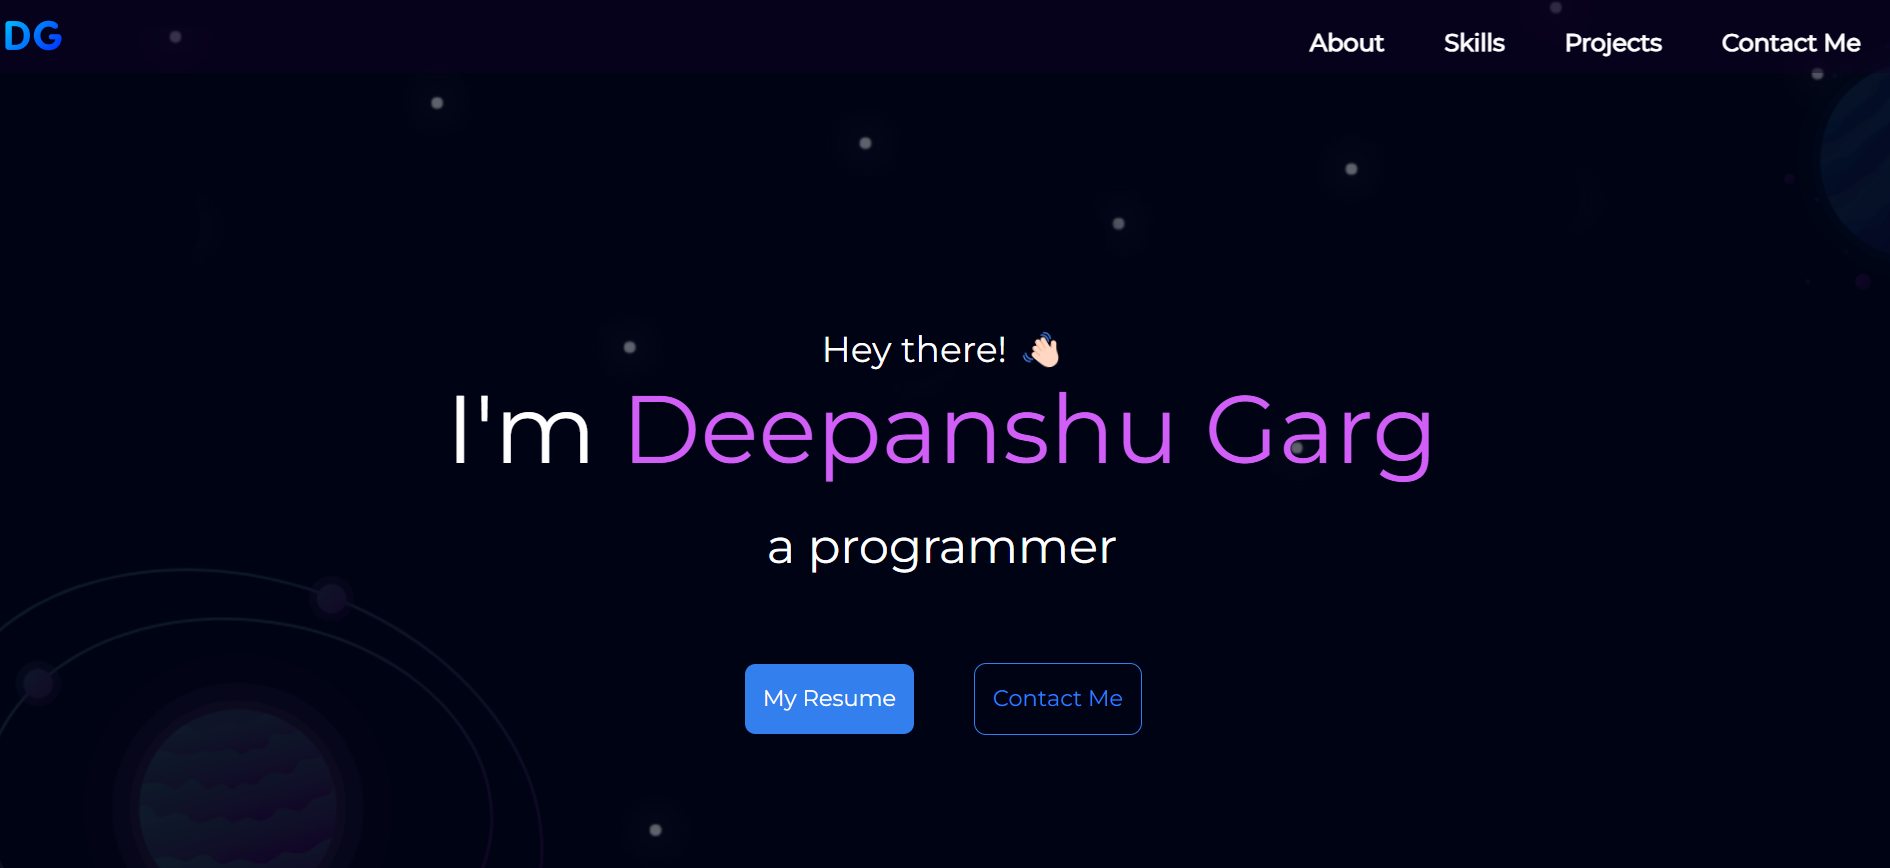 DG
About Skills Projects Contact Me
Hey there! 👋🏻
I'm Deepanshu Garg
a programmer
My Resume Contact Me